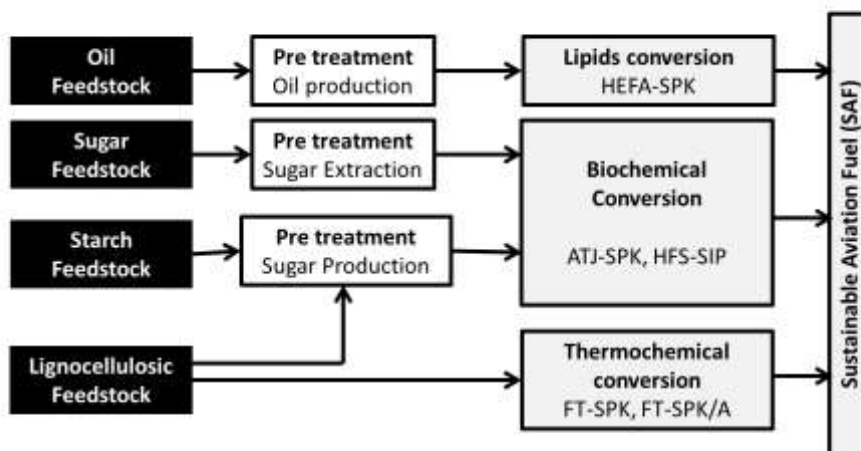 Oil
Feedstock
Pre treatment
Oil production
Lipids conversion
HEFA-SPK
Sugar
Feedstock
Pre treatment
Sugar Extraction
Biochemical
Conversion
ATJ-SPK, HFS-SIP
Starch
Feedstock
Pre treatment
Sugar Production
Lignocellulosic
Feedstock
Thermochemical
conversion
FT-SPK, FT-SPK/A
Sustainable Aviation Fuel (SAF)